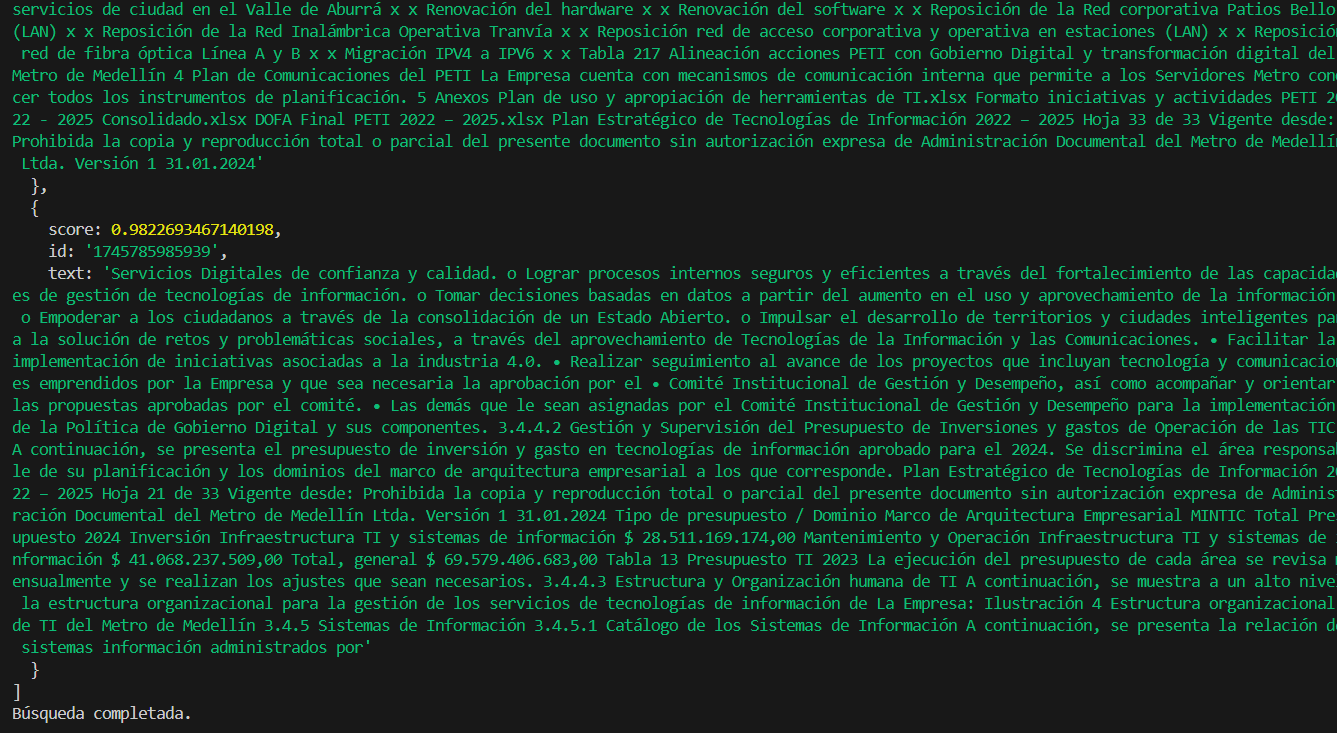 servicios de ciudad en el Valle de Aburrá x x Renovación del hardware x x Renovación del software x x Reposición de la Red corporativa Patios Bello
(LAN) x x Reposición de la Red Inalámbrica Operativa Tranvía x x Reposición red de acceso corporativa y operativa en estaciones (LAN) x x
red de fibra óptica Línea A y B x x Migración IPV4 a IPV6 x x Tabla 217 Alineación acciones PETI con Gobierno Digital y transformación digital del
Metro de Medellín 4 Plan de Comunicaciones del PETI La Empresa cuenta con mecanismos de comunicación interna que permite a los Servidores Metro
cer todos los instrumentos de planificación. 5 Anexos Plan de uso y apropiación de herramientas de TI.xlsx Formato iniciativas y actividades PETI
22 - 2025 Consolidado.xlsx DOFA Final PETI 2022 – 2025.xlsx Plan Estratégico de Tecnologías de Información 2022 – 2025 Hoja 33 de 33 Vigente desde:
Prohibida la copia y reproducción total o parcial del presente documento sin autorización expresa de Administración Documental del Metro de
Ltda. Versión 1 31.01.2024'
},
{
score: 0.9822693467140198,
id: '1745785985939',
text: 'Servicios Digitales de confianza y calidad. o Lograr procesos internos seguros y eficientes a través del fortalecimiento de las
es de gestión de tecnologías de información. o Tomar decisiones basadas en datos a partir del aumento en el uso y aprovechamiento de la información
o Empoderar a los ciudadanos a través de la consolidación de un Estado Abierto. o Impulsar el desarrollo de territorios y ciudades inteligentes
a la solución de retos y problemáticas sociales, a través del aprovechamiento de Tecnologías de la Información y las Comunicaciones. • Facilitar la
implementación de iniciativas asociadas a la industria 4.0. • Realizar seguimiento al avance de los proyectos que incluyan tecnología y
es emprendidos por la Empresa y que sea necesaria la aprobación por el • Comité Institucional de Gestión y Desempeño, así como acompañar y orientar
las propuestas aprobadas por el comité. • Las demás que le sean asignadas por el Comité Institucional de Gestión y Desempeño para la implementación
de la Política de Gobierno Digital y sus componentes. 3.4.4.2 Gestión y Supervisión del Presupuesto de Inversiones y gastos de Operación de las TIC
A continuación, se presenta el presupuesto de inversión y gasto en tecnologías de información aprobado para el 2024. Se discrimina el área
le de su planificación y los dominios del marco de arquitectura empresarial a los que corresponde. Plan Estratégico de Tecnologías de Información
22 – 2025 Hoja 21 de 33 Vigente desde: Prohibida la copia y reproducción total o parcial del presente documento sin autorización expresa de
ración Documental del Metro de Medellín Ltda. Versión 1 31.01.2024 Tipo de presupuesto / Dominio Marco de Arquitectura Empresarial MINTIC Total Pre
upuesto 2024 Inversión Infraestructura TI y sistemas de información $ 28.511.169.174,00 Mantenimiento y Operación Infraestructura TI y sistemas de
nformación $ 41.068.237.509,00 Total, general $ 69.579.406.683,00 Tabla 13 Presupuesto TI 2023 La ejecución del presupuesto de cada área se revisa
ensualmente y se realizan los ajustes que sean necesarios. 3.4.4.3 Estructura y Organización humana de TI A continuación, se muestra a un alto
la estructura organizacional para la gestión de los servicios de tecnologías de información de La Empresa: Ilustración 4 Estructura organizacional
de TI del Metro de Medellín 3.4.5 Sistemas de Información 3.4.5.1 Catálogo de los Sistemas de Información A continuación, se presenta la relación
sistemas información administrados por'
}
]
Búsqueda completada.